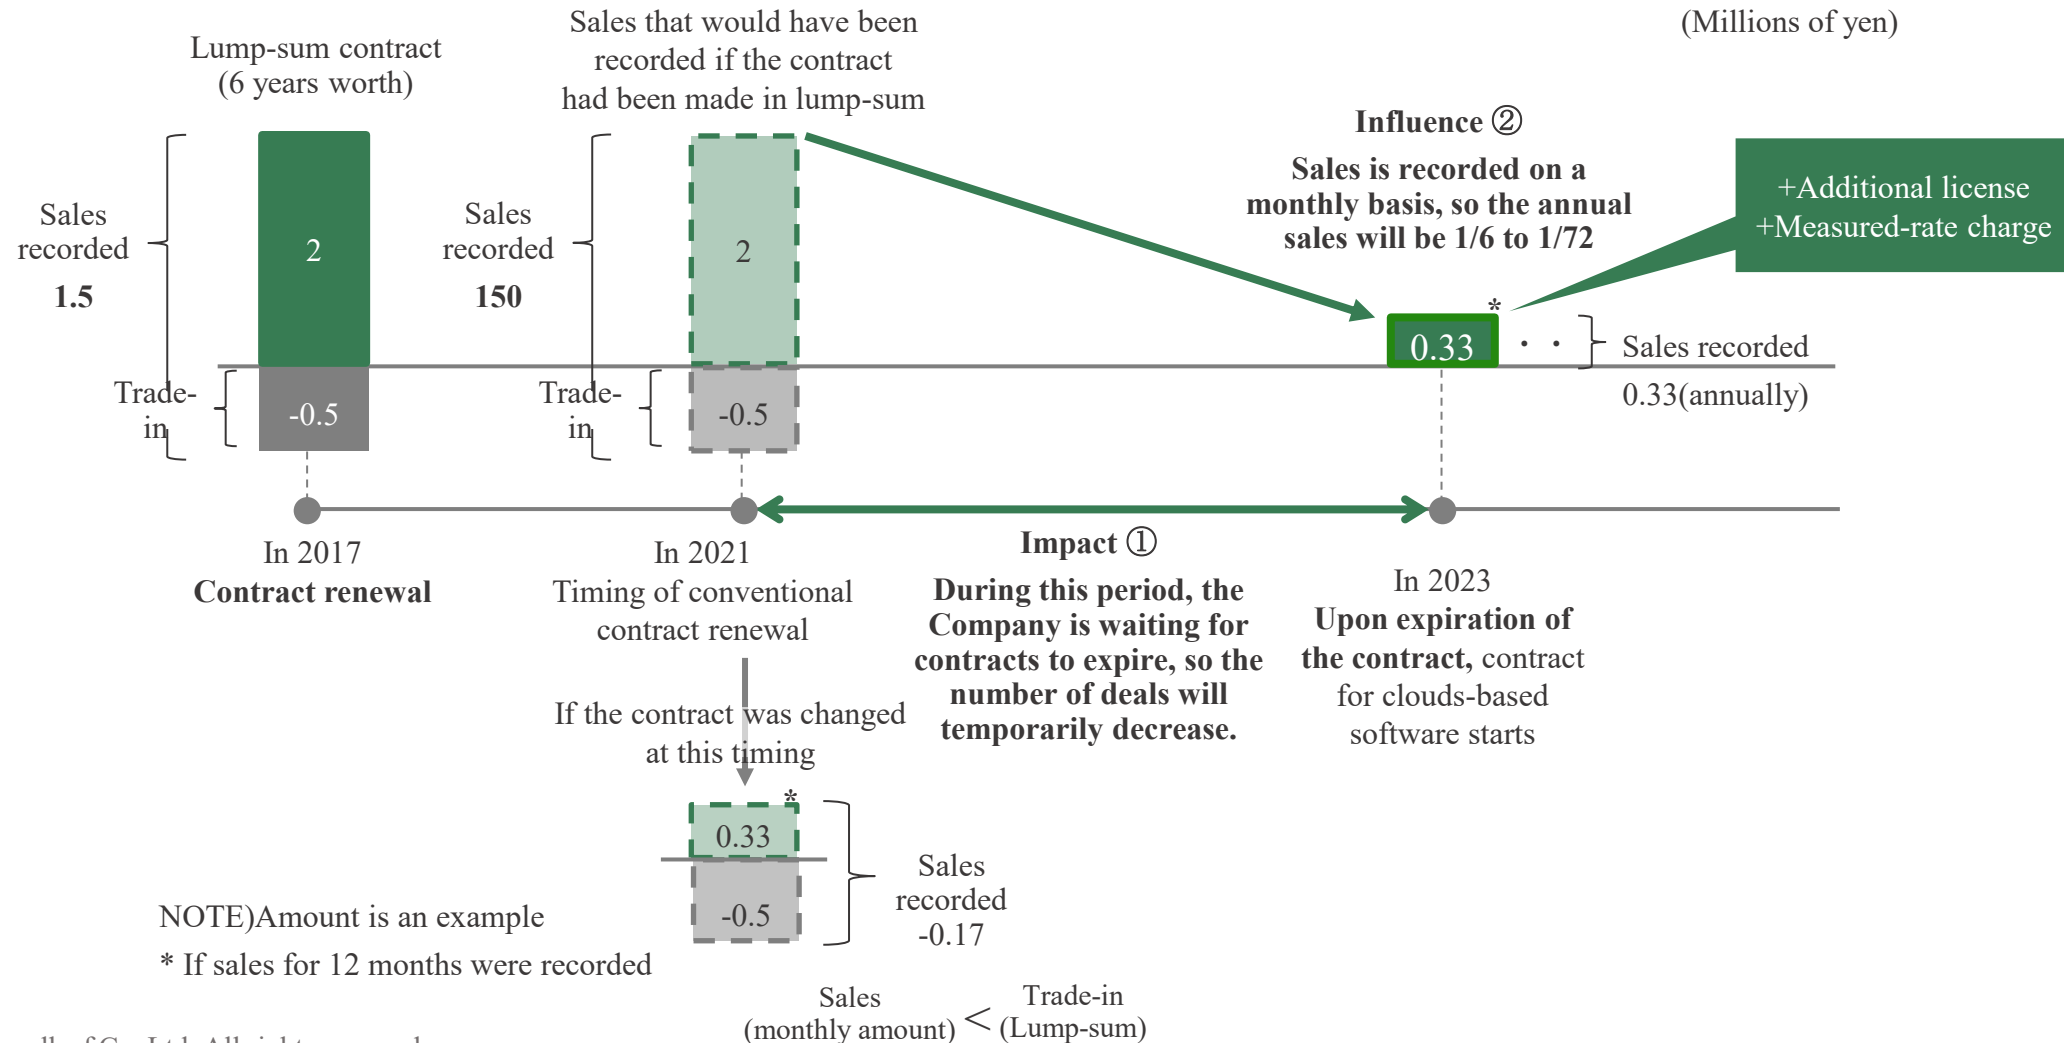 (Millions of yen)
Lump-sum contract
(6 years worth)
Sales that would have been
recorded if the contract
had been made in lump-sum
Influence ②
Sales is recorded on a
monthly basis, so the annual
sales will be 1/6 to 1/72
+Additional license
+Measured-rate charge
Sales
recorded
1.5
2
Sales
recorded
150
2
*
0.33
・・
Sales recorded
0.33(annually)
Trade-
in
-0.5
Trade-
in
-0.5
In 2017
Contract renewal
In 2021
Timing of conventional
contract renewal
Impact ①
During this period, the
Company is waiting for
contracts to expire, so the
number of deals will
temporarily decrease.
In 2023
Upon expiration of
the contract, contract
for clouds-based
software starts
If the contract was changed
at this timing
*
0.33
-0.5
Sales
recorded
-0.17
NOTE)Amount is an example
* If sales for 12 months were recorded
Sales
(monthly amount)
<
Trade-in
(Lump-sum)